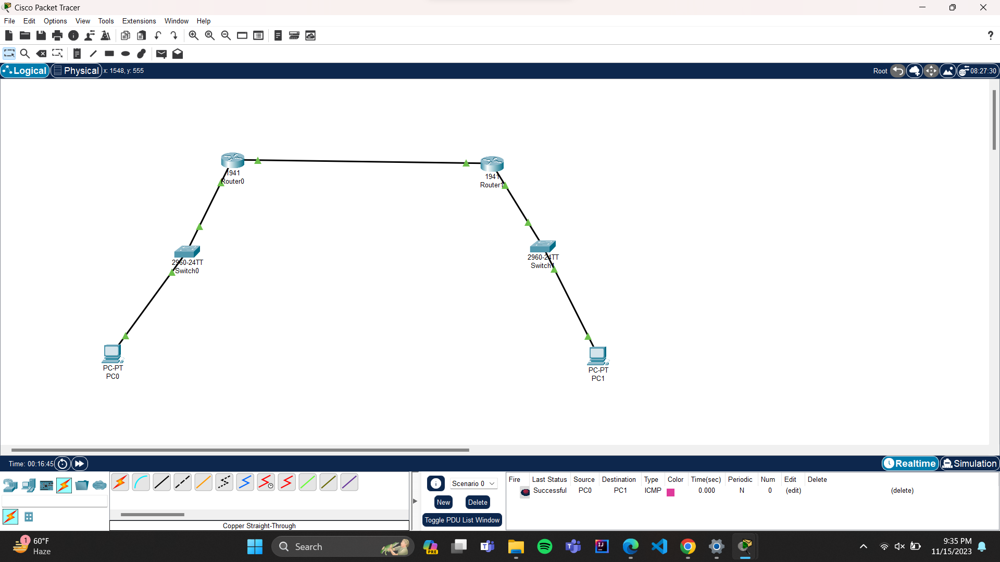 Cisco Packet Tracer
File Edit Options View Tools Extensions Window Help
?
Logical Physical x: 1548, y: 555 Root 08:27:30
1941
Router0
1941
Router1
2960-24TT
Switch0
2960-24TT
Switch1
PC-PT
PC0
PC-PT
PC1
Time: 00:16:45 Realtime Simulation
Scenario 0
New Delete
Toggle PDU List Window
Copper Straight-Through
Fire Last Status Source Destination Type Color Time(sec) Periodic Num Edit Delete
Successful PC0 PC1 ICMP 0.000 N 0 (edit) (delete)
1
60°F
Haze
Search
PRE
9:35 PM
11/15/2023